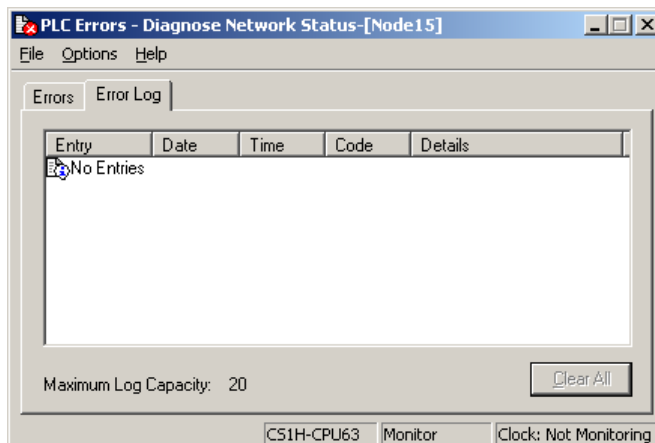 PLC Errors - Diagnose Network Status-[Node15]
File Options Help
Errors Error Log
Entry Date Time Code Details
No Entries
Maximum Log Capacity: 20 Clear All
CS1H-CPU63 Monitor Clock: Not Monitoring